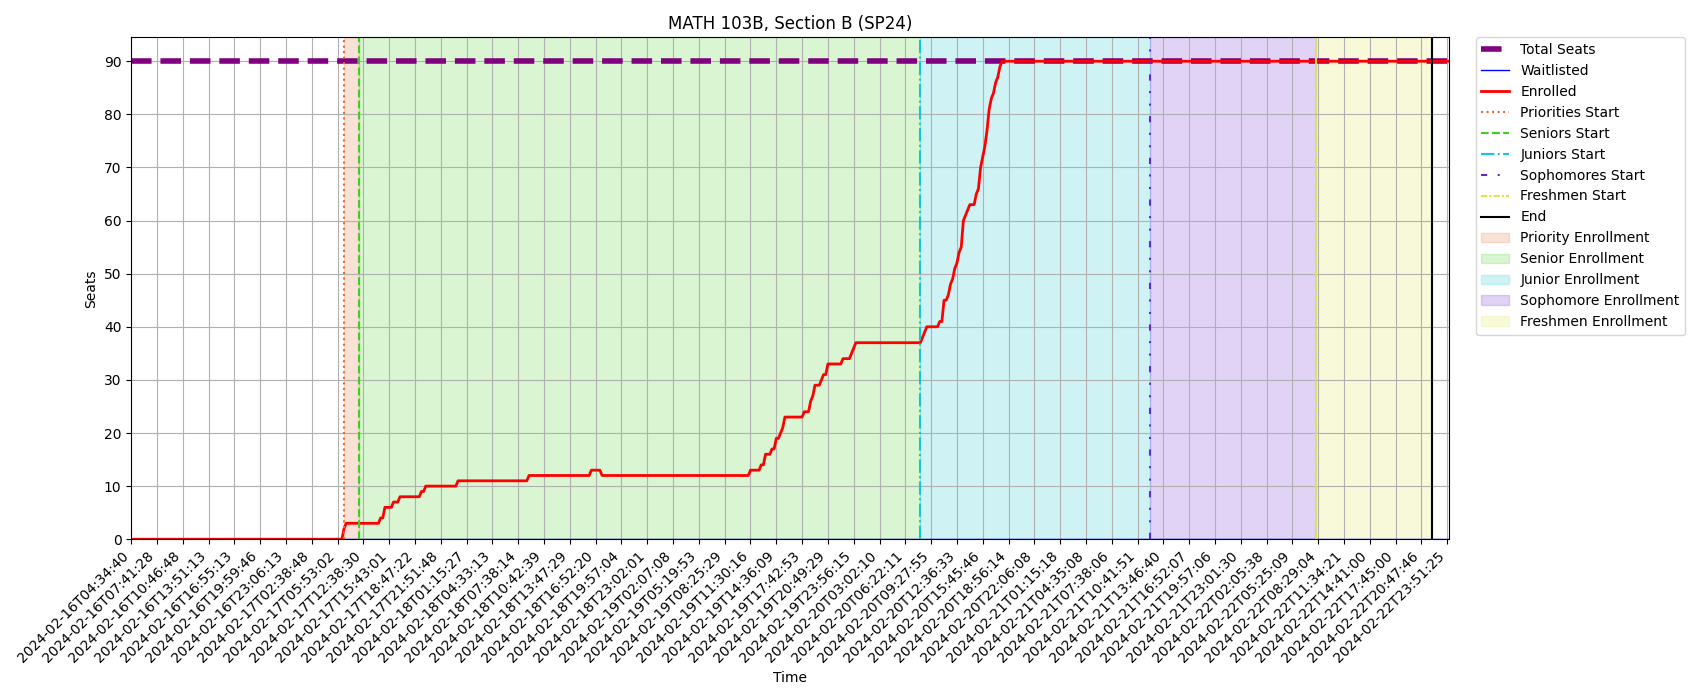 MATH 103B, Section B (SP24)
Seats
90
80
70
60
50
40
30
20
10
0
2024-02-16T04:34:40
2024-02-16T07:41:28
2024-02-16T10:46:48
2024-02-16T13:51:13
2024-02-16T16:55:13
2024-02-16T19:59:46
2024-02-16T23:06:13
2024-02-17T02:38:48
2024-02-17T05:53:02
2024-02-17T12:38:30
2024-02-17T15:43:01
2024-02-17T18:47:22
2024-02-17T21:51:48
2024-02-18T01:15:27
2024-02-18T04:33:13
2024-02-18T07:38:14
2024-02-18T10:42:39
2024-02-18T13:47:29
2024-02-18T16:52:20
2024-02-18T19:57:04
2024-02-18T23:02:01
2024-02-19T02:07:08
2024-02-19T05:19:53
2024-02-19T08:25:29
2024-02-19T11:30:16
2024-02-19T14:36:09
2024-02-19T17:42:53
2024-02-19T20:49:29
2024-02-19T23:56:15
2024-02-20T03:02:10
2024-02-20T06:22:11
2024-02-20T09:27:55
2024-02-20T12:36:33
2024-02-20T15:45:46
2024-02-20T18:56:14
2024-02-20T22:06:08
2024-02-21T01:15:18
2024-02-21T04:35:08
2024-02-21T07:38:06
2024-02-21T10:41:51
2024-02-21T13:46:40
2024-02-21T16:52:07
2024-02-21T19:57:06
2024-02-21T23:01:30
2024-02-22T02:05:38
2024-02-22T05:25:09
2024-02-22T08:29:04
2024-02-22T11:34:21
2024-02-22T14:41:00
2024-02-22T17:45:00
2024-02-22T20:47:46
2024-02-22T23:51:25
Time
Total Seats
Waitlisted
Enrolled
Priorities Start
Seniors Start
Juniors Start
Sophomores Start
Freshmen Start
End
Priority Enrollment
Senior Enrollment
Junior Enrollment
Sophomore Enrollment
Freshmen Enrollment